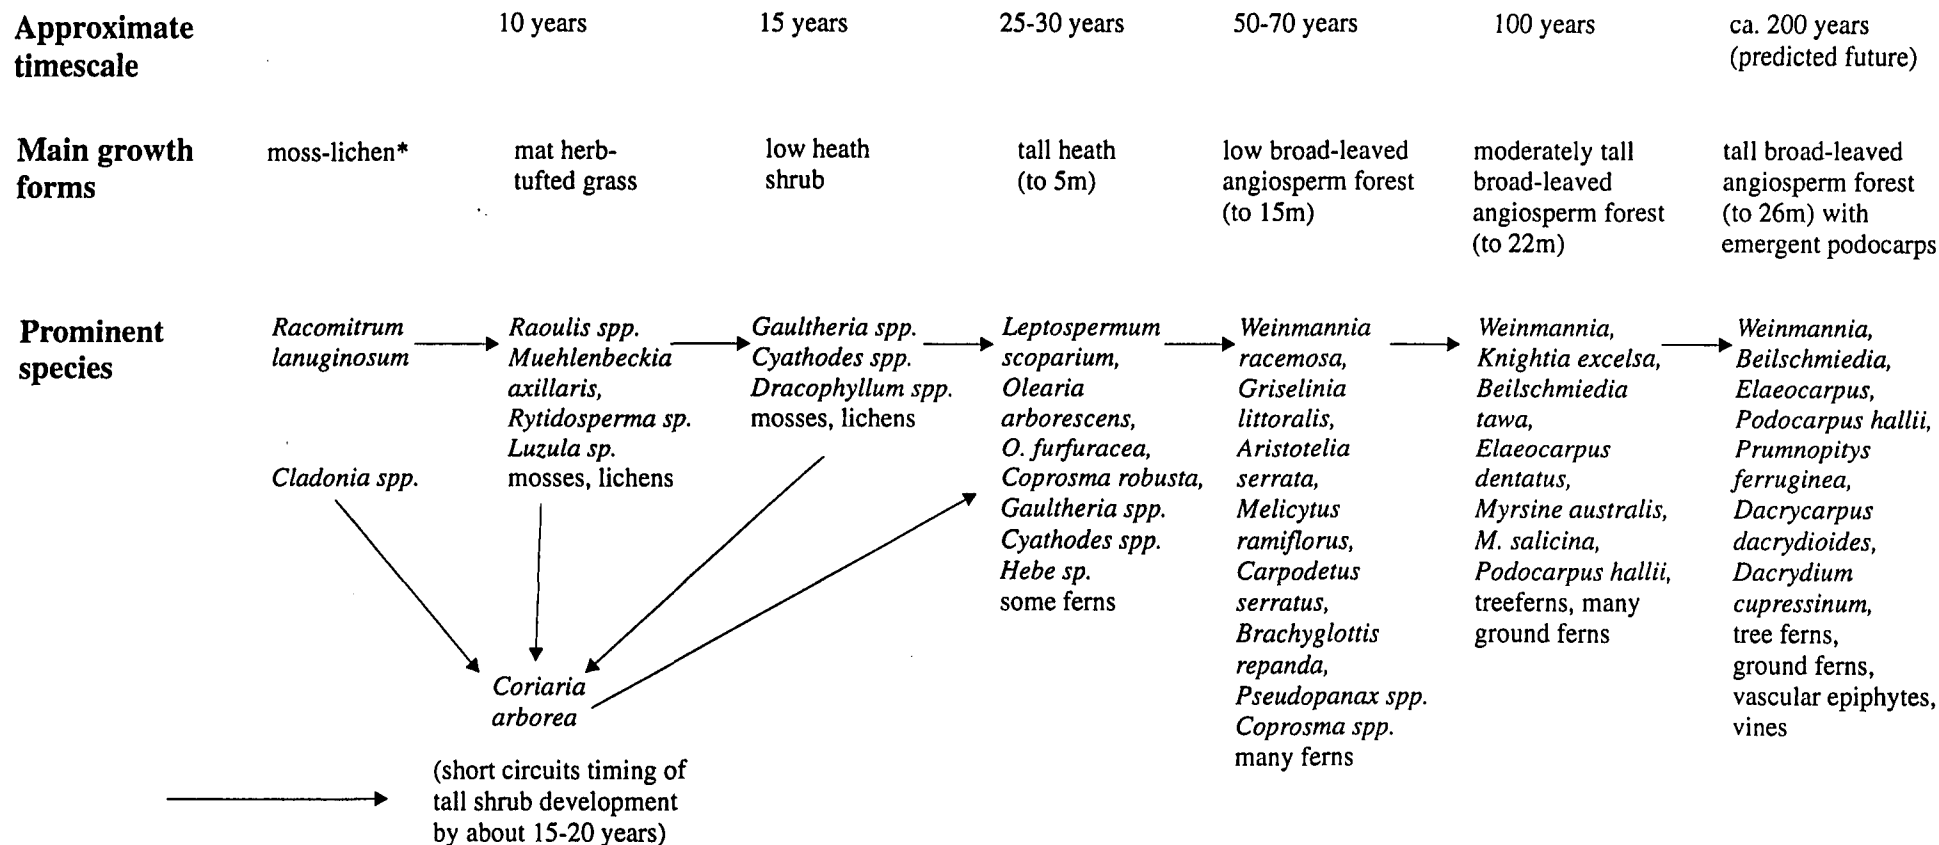 Approximate
timescale
10 years
15 years
25-30 years
50-70 years
100 years
ca. 200 years
(predicted future)
Main growth
forms
moss-lichen*
mat herb-
tufted grass
low heath
shrub
tall heath
(to 5m)
low broad-leaved
angiosperm forest
(to 15m)
moderately tall
broad-leaved
angiosperm forest
(to 22m)
tall broad-leaved
angiosperm forest
(to 26m) with
emergent podocarps
Prominent
species
Racomitrum
lanuginosum
Cladonia spp.
Raoulis spp.
Muehlenbeckia
axillaris,
Rytidosperma sp.
Luzula sp.
mosses, lichens
Gaultheria spp.
Cyathodes spp.
Dracophyllum spp.
mosses, lichens
Leptospermum
scoparium,
Olearia
arborescens,
O. furfuracea,
Coprosma robusta,
Gaultheria spp.
Cyathodes spp.
Hebe sp.
some ferns
Weinmannia
racemosa,
Griselinia
littoralis,
Aristotelia
serrata,
Melicytus
ramiflorus,
Carpodetus
serratus,
Brachyglottis
repanda,
Pseudopanax spp.
Coprosma spp.
many ferns
Weinmannia,
Knightia excelsa,
Beilschmiedia
tawa,
Elaeocarpus
dentatus,
Myrsine australis,
M. salicina,
Podocarpus hallii,
treeferns, many
ground ferns
Weinmannia,
Beilschmiedia,
Elaeocarpus,
Podocarpus hallii,
Prumnopitys
ferruginea,
Dacrycarpus
dacrydioides,
Dacrydium
cupressinum,
tree ferns,
ground ferns,
vascular epiphytes,
vines
Coriaria
arborea
(short circuits timing of
tall shrub development
by about 15-20 years)